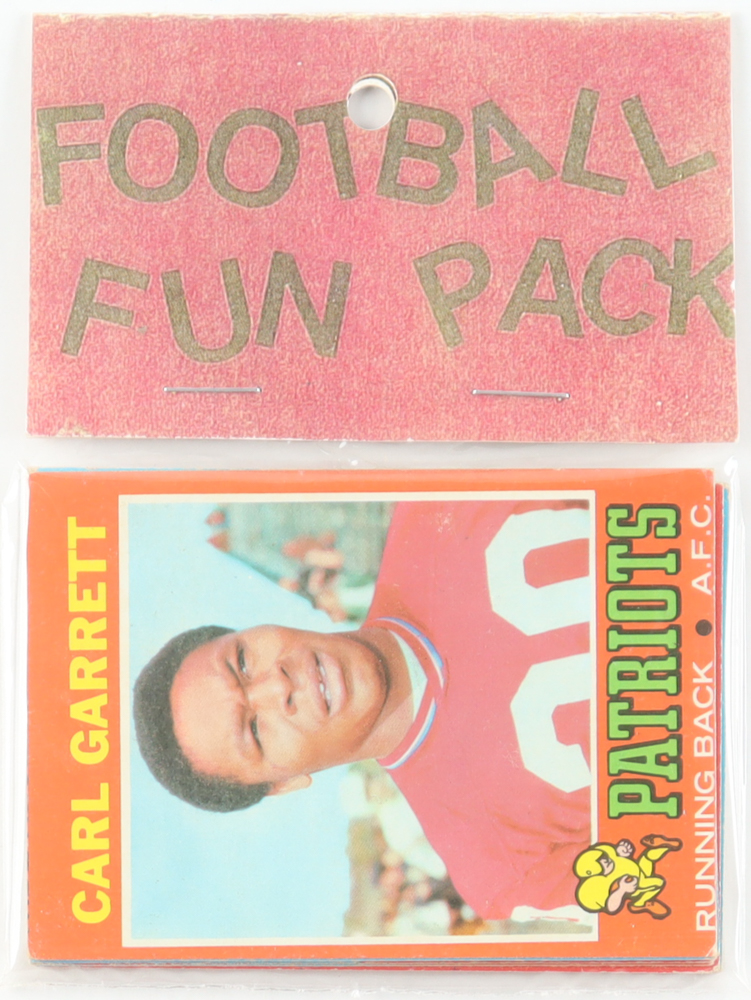 FOOTBALL
FUN PACK
CARL GARRETT
PATRIOTS
RUNNING BACK ● A.F.C.